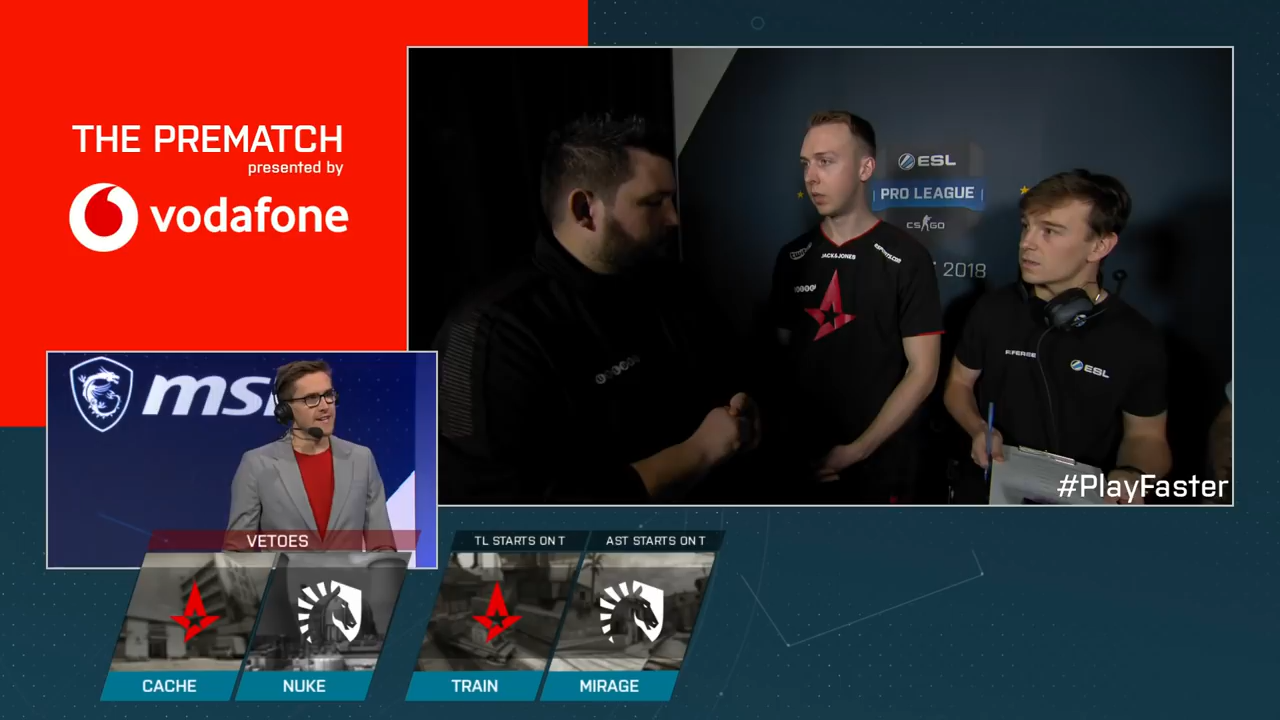 THE PREMATCH
presented by
vodafone
ESL
PRO LEAGUE
CS GO
2018
JACK&JONES
REFEREE
ESL
#PlayFaster
msi
VETOES
TL STARTS ON T
AST STARTS ON T
CACHE
NUKE
TRAIN
MIRAGE